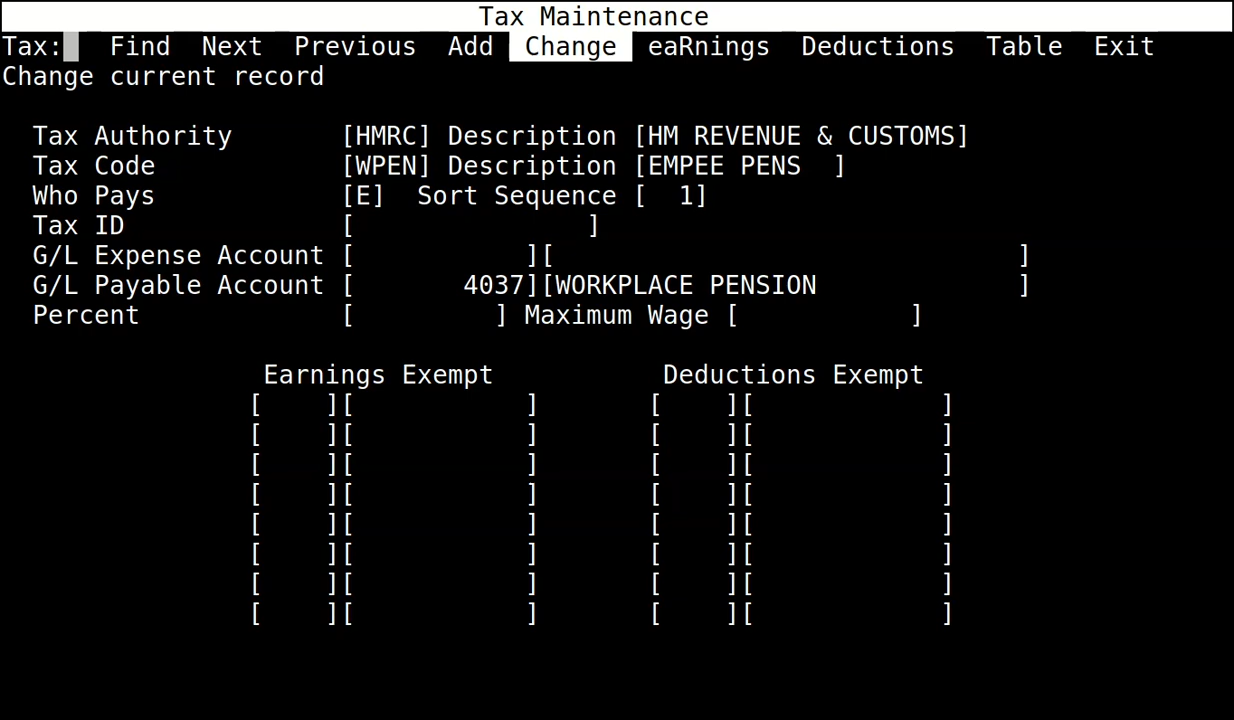 Tax Maintenance
Tax: Find Next Previous Add Change eaRnings Deductions Table Exit
Change current record
Tax Authority [HMRC] Description [HM REVENUE & CUSTOMS]
Tax Code [WPEN] Description [EMPEE PENS ]
Who Pays [E] Sort Sequence [ 1]
Tax ID [ ]
G/L Expense Account [ ][ ]
G/L Payable Account [ 4037][WORKPLACE PENSION ]
Percent [ ] Maximum Wage [ ]
Earnings Exempt Deductions Exempt
[ ][ ] [ ][ ]
[ ][ ] [ ][ ]
[ ][ ] [ ][ ]
[ ][ ] [ ][ ]
[ ][ ] [ ][ ]
[ ][ ] [ ][ ]
[ ][ ] [ ][ ]
[ ][ ] [ ][ ]